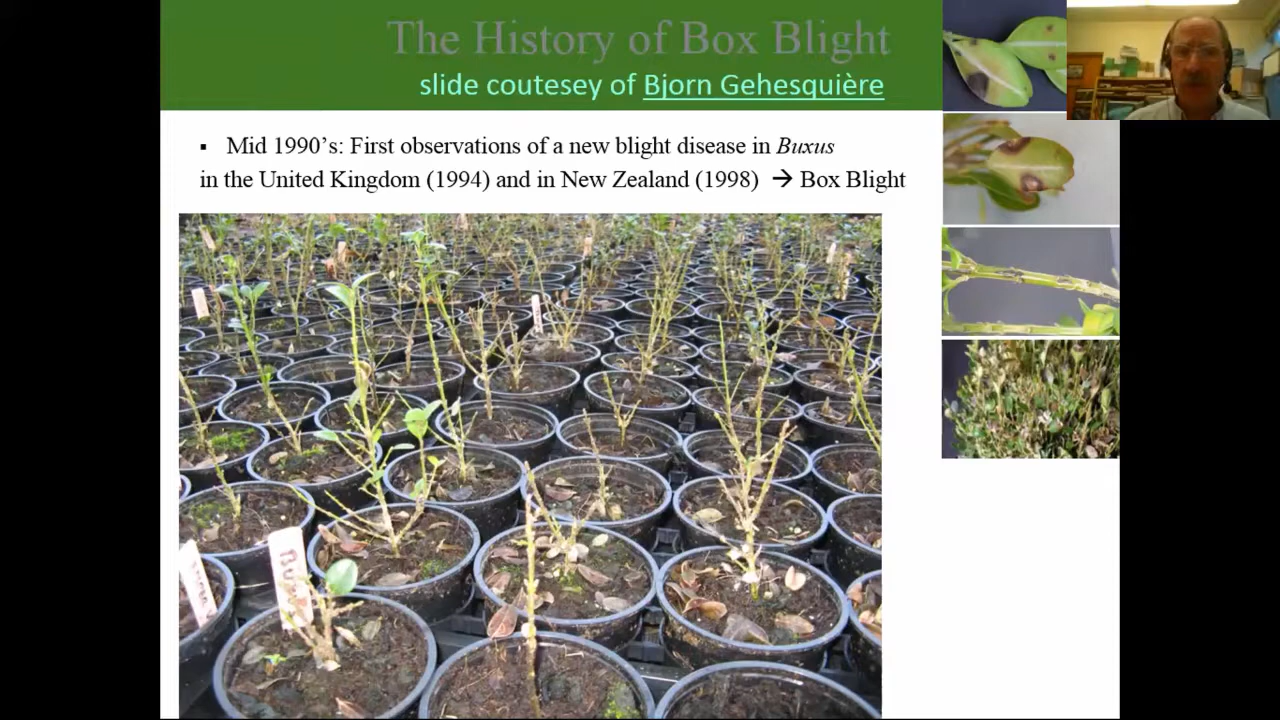 The History of Box Blight
slide coutesey of Bjorn Gehesquière
▪ Mid 1990's: First observations of a new blight disease in Buxus
in the United Kingdom (1994) and in New Zealand (1998) → Box Blight